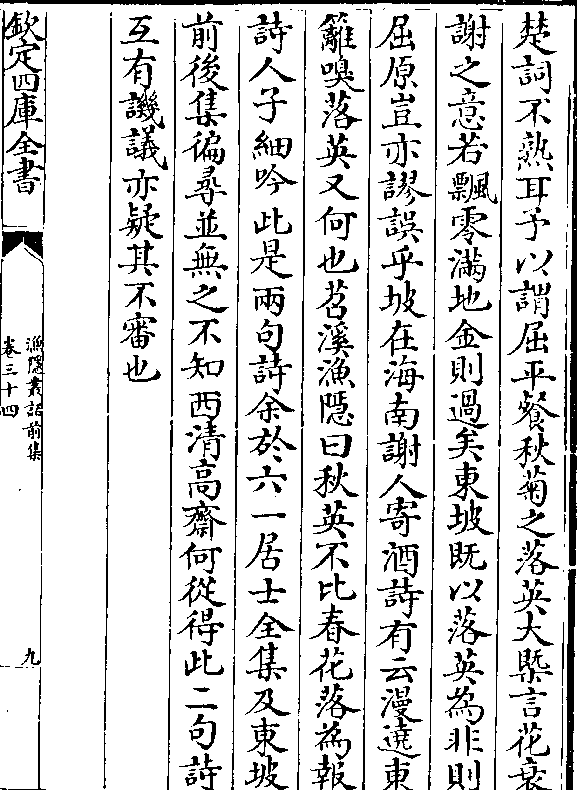 楚詞不熟耳予以謂屈平餐秋菊之落英大槩言花衰
謝之意若飄零滿地金則過矣東坡既以落英為非則
屈原豈亦謬誤乎坡在海南謝人寄酒詩有云漫遶東
籬嗅落英又何也苕溪漁隱曰秋英不比春花落為報
詩人子細吟此是兩句詩余於六一居士全集及東坡
前後集徧尋並無之不知西清高齋何從得此二句詩
互有譏議亦疑其不審也
欽定四庫全書
漁隱叢話前集
卷三十四
九